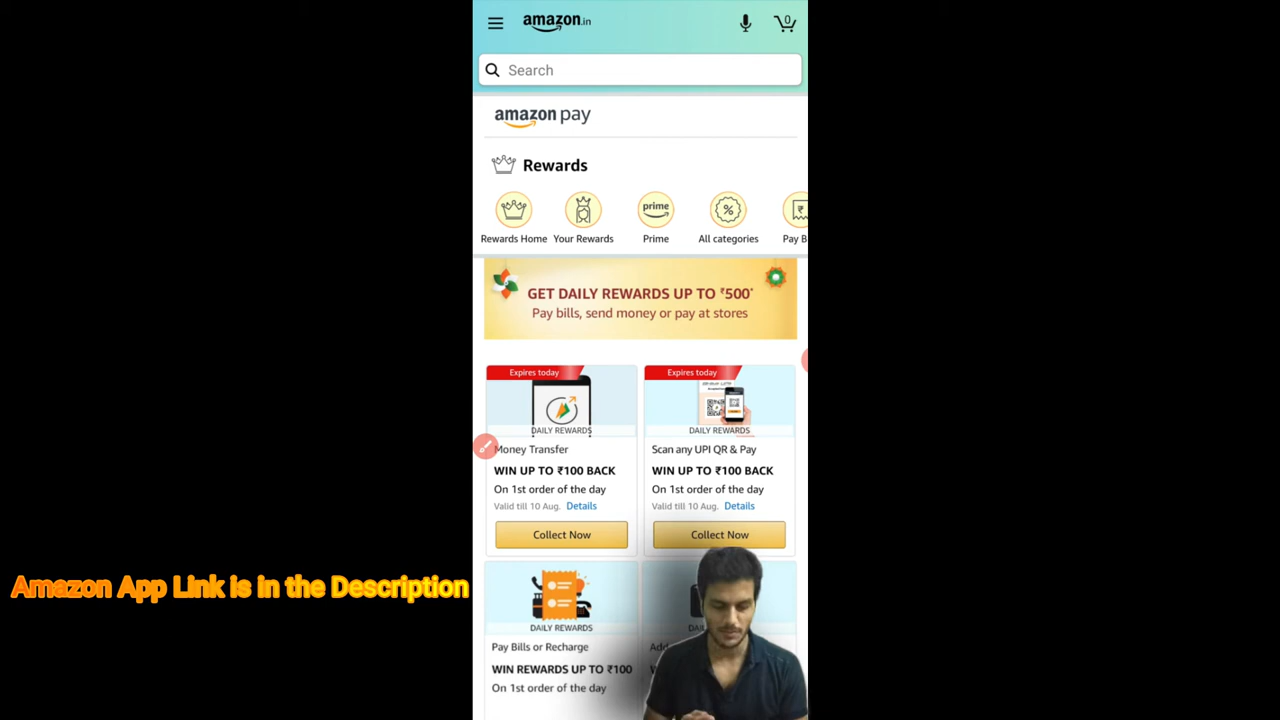 amazon.in
0
Search
amazon pay
Rewards
prime
Rewards Home
Your Rewards
Prime
All categories
Pay B
GET DAILY REWARDS UP TO ₹500*
Pay bills, send money or pay at stores
Expires today
DAILY REWARDS
Money Transfer
WIN UP TO ₹100 BACK
On 1st order of the day
Valid till 10 Aug. Details
Collect Now
Expires today
DAILY REWARDS
Scan any UPI QR & Pay
WIN UP TO ₹100 BACK
On 1st order of the day
Valid till 10 Aug. Details
Collect Now
Amazon App Link is in the Description
DAILY REWARDS
Pay Bills or Recharge
WIN REWARDS UP TO ₹100
On 1st order of the day
Add